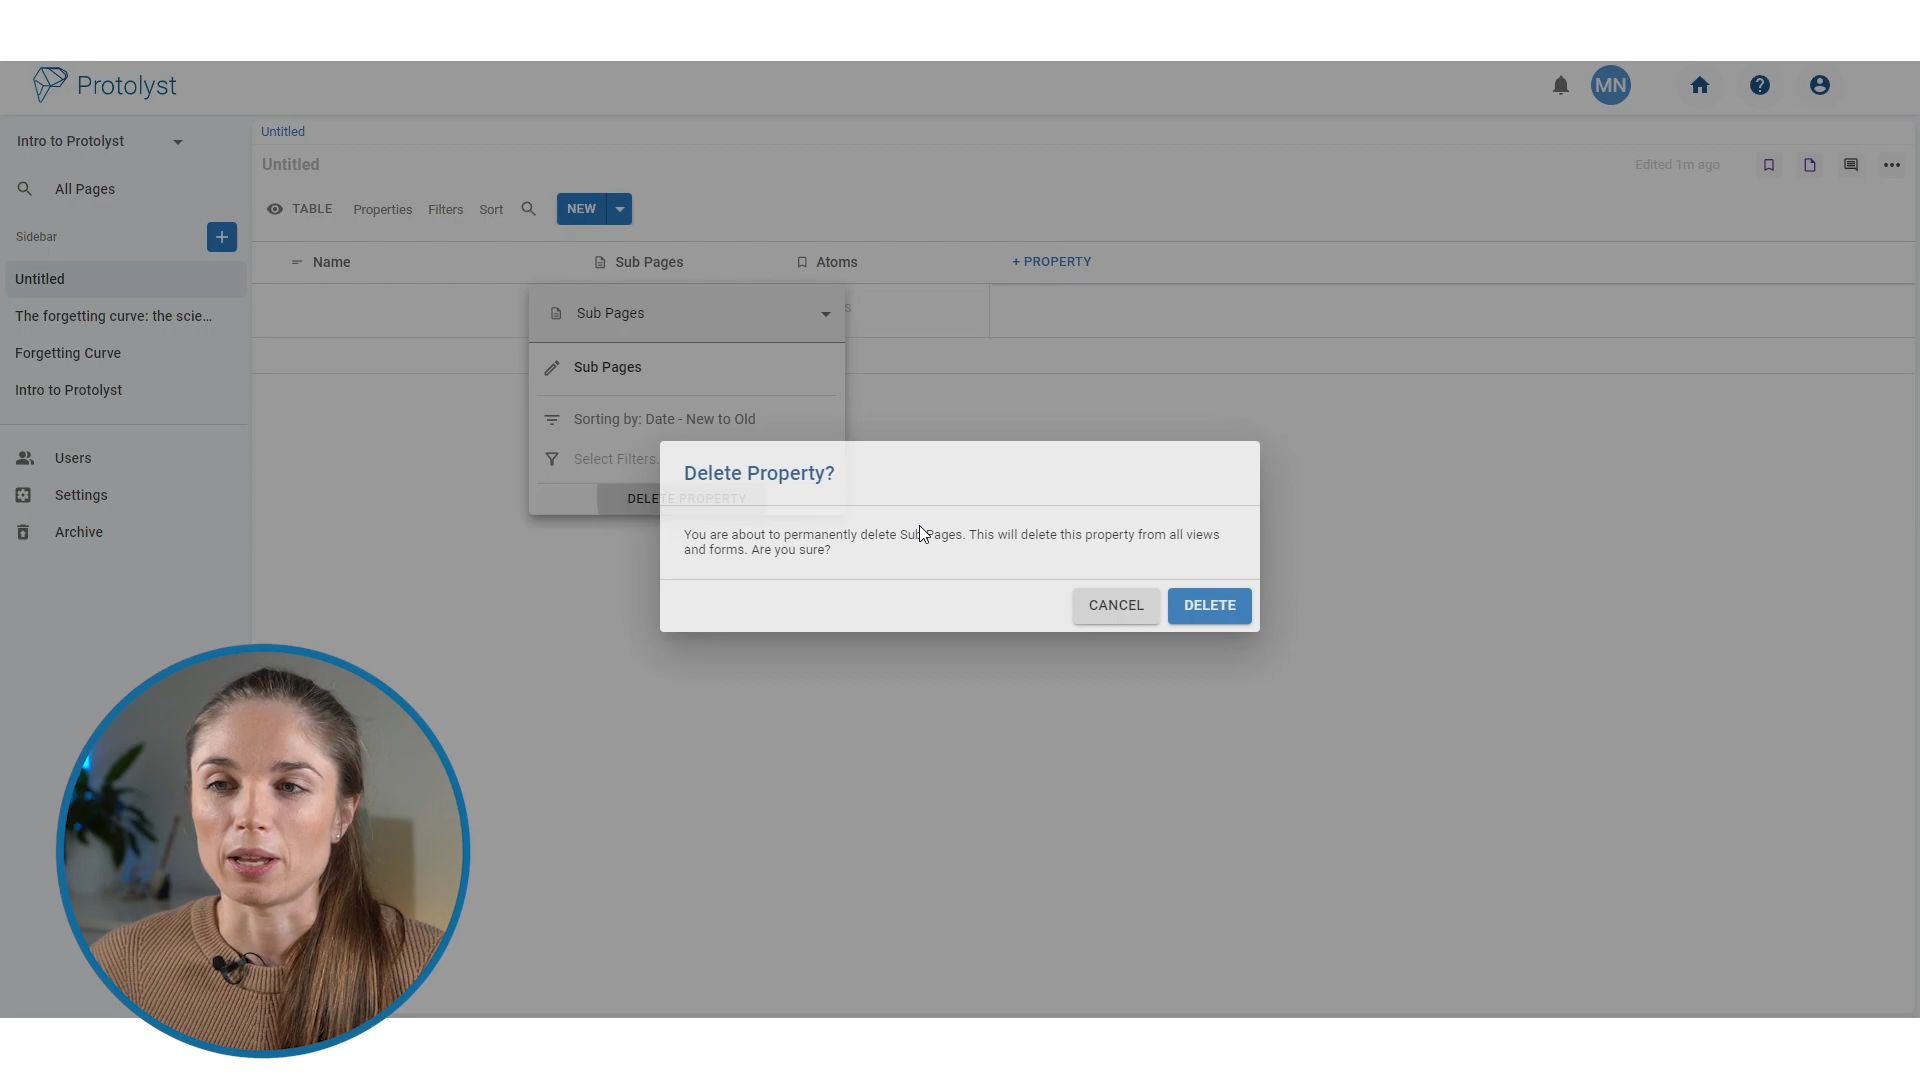 Protolyst
MN
Intro to Protolyst
All Pages
Sidebar
Untitled
The forgetting curve: the scie...
Forgetting Curve
Intro to Protolyst
Users
Settings
Archive
Untitled
Untitled
Edited 1m ago
TABLE Properties Filters Sort NEW
Name Sub Pages Atoms + PROPERTY
Sub Pages
Sub Pages
Sorting by: Date - New to Old
Select Filters..
DELETE PROPERTY
Delete Property?
You are about to permanently delete Sub Pages. This will delete this property from all views
and forms. Are you sure?
CANCEL DELETE